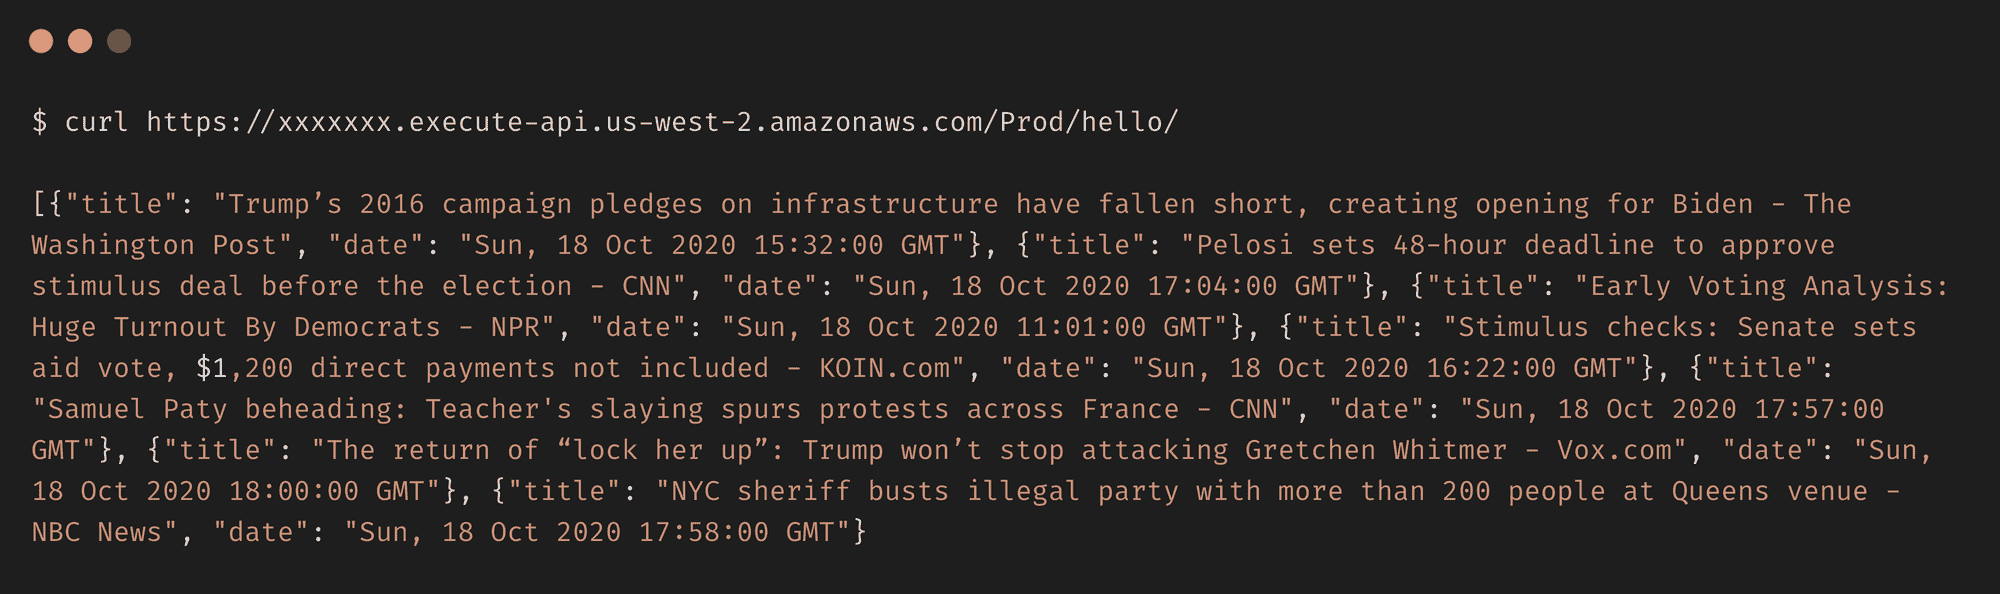 $ curl https://xxxxxxx.execute-api.us-west-2.amazonaws.com/Prod/hello/
[{"title": "Trump’s 2016 campaign pledges on infrastructure have fallen short, creating opening for Biden - The
Washington Post", "date": "Sun, 18 Oct 2020 15:32:00 GMT"}, {"title": "Pelosi sets 48-hour deadline to approve
stimulus deal before the election - CNN", "date": "Sun, 18 Oct 2020 17:04:00 GMT"}, {"title": "Early Voting Analysis:
Huge Turnout By Democrats - NPR", "date": "Sun, 18 Oct 2020 11:01:00 GMT"}, {"title": "Stimulus checks: Senate sets
aid vote, $1,200 direct payments not included - KOIN.com", "date": "Sun, 18 Oct 2020 16:22:00 GMT"}, {"title":
"Samuel Paty beheading: Teacher's slaying spurs protests across France - CNN", "date": "Sun, 18 Oct 2020 17:57:00
GMT"}, {"title": "The return of “lock her up”: Trump won’t stop attacking Gretchen Whitmer - Vox.com", "date": "Sun,
18 Oct 2020 18:00:00 GMT"}, {"title": "NYC sheriff busts illegal party with more than 200 people at Queens venue -
NBC News", "date": "Sun, 18 Oct 2020 17:58:00 GMT"}